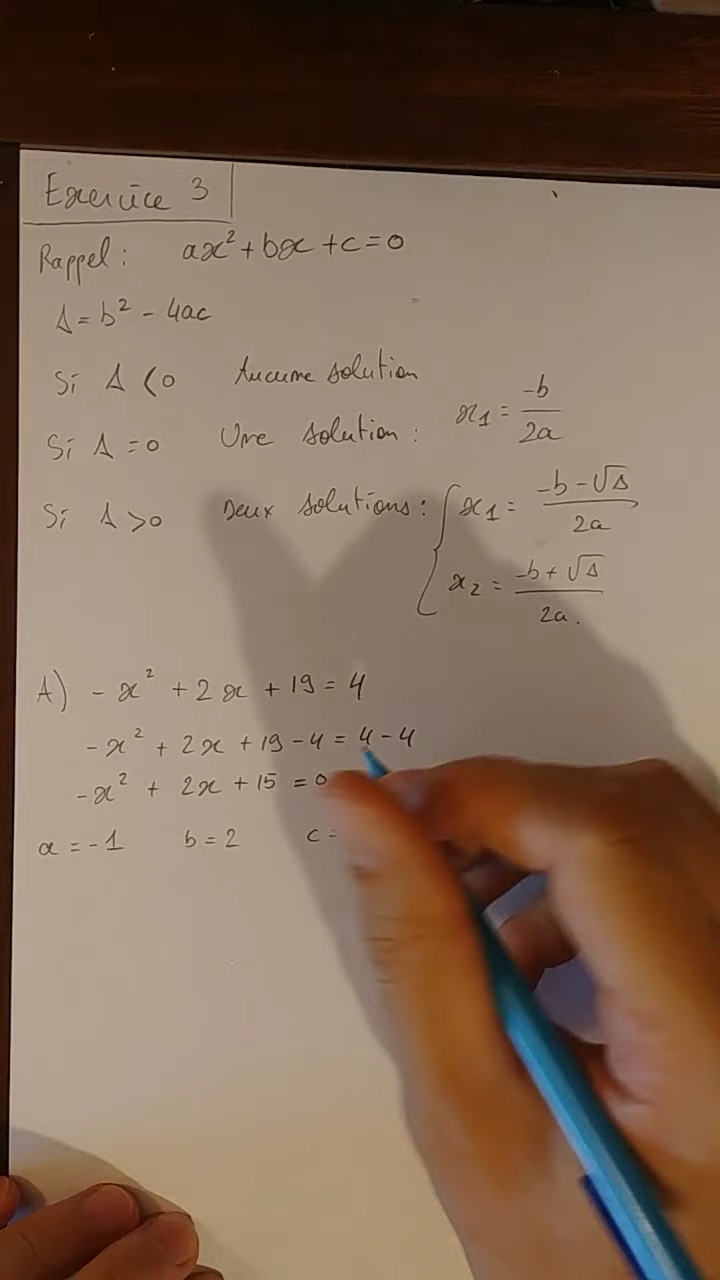 Exercice 3
Rappel : ax² + bx + c = 0
Δ = b² - 4ac
Si Δ < 0 Aucune solution
Si Δ = 0 Une solution : x₁ = -b / 2a
Si Δ > 0 Deux solutions : { x₁ = -b - √Δ / 2a
x₂ = -b + √Δ / 2a.
A) - x² + 2x + 19 = 4
- x² + 2x + 19 - 4 = 4 - 4
- x² + 2x + 15 = 0
a = -1 b = 2 c =